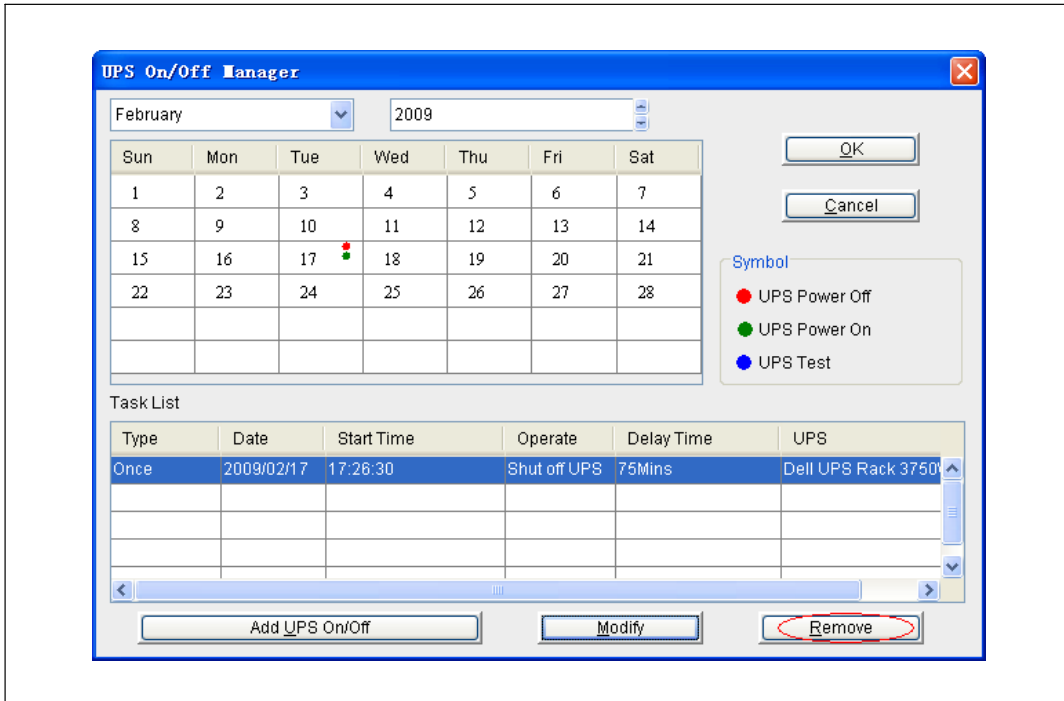 UPS On/Off Manager
February 2009
OK
Sun Mon Tue Wed Thu Fri Sat
1 2 3 4 5 6 7
Cancel
8 9 10 11 12 13 14
15 16 17 18 19 20 21
Symbol
22 23 24 25 26 27 28
UPS Power Off
UPS Power On
UPS Test
Task List
Type Date Start Time Operate Delay Time UPS
Once 2009/02/17 17:26:30 Shut off UPS 75Mins Dell UPS Rack 3750
Add UPS On/Off Modify Remove